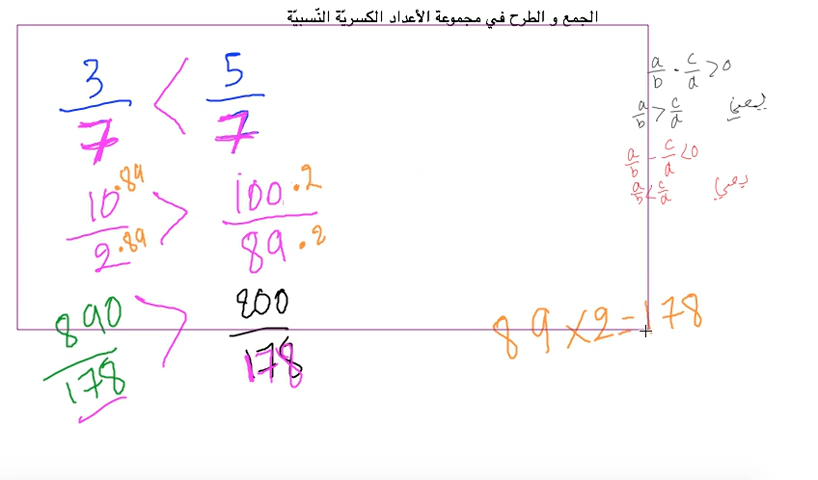 الجمع و الطرح في مجموعة الأعداد الكسريّة النّسبيّة
3/7 < 5/7
10/2 > 100/89
.89 .2
.89 .2
890/178 > 800/178
89 × 2 = 178
a/b - c/d > 0
a/b > c/d يعني
a/b - c/d < 0
a/b < c/d يعني